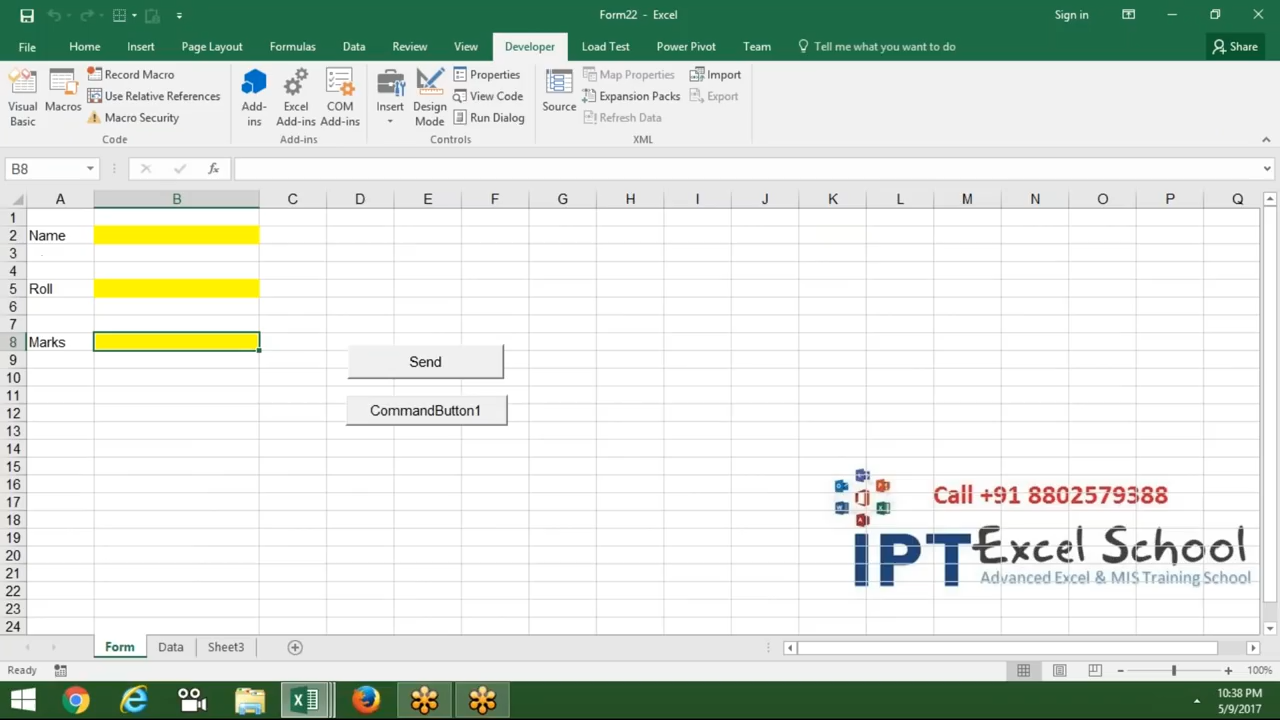 Form22 - Excel
Sign in
File Home Insert Page Layout Formulas Data Review View Developer Load Test Power Pivot Team Tell me what you want to do Share
Visual Basic
Macros
Record Macro
Use Relative References
Macro Security
Code
Add-ins
Excel Add-ins
COM Add-ins
Add-ins
Insert
Design Mode
Properties
View Code
Run Dialog
Controls
Source
Map Properties
Expansion Packs
Refresh Data
Import
Export
XML
B8
fx
A B C D E F G H I J K L M N O P Q
1
2 Name
3
4
5 Roll
6
7
8 Marks
9
Send
10
11
12
CommandButton1
13
14
15
16
17
18
19
20
21
22
23
24
Call +91 8802579388
IPT Excel School
Advanced Excel & MIS Training School
Form Data Sheet3
Ready
100%
10:38 PM
5/9/2017